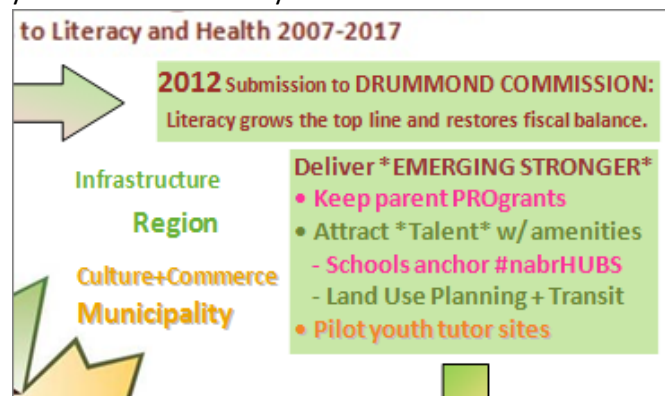 to Literacy and Health 2007-2017
2012 Submission to DRUMMOND COMMISSION:
Literacy grows the top line and restores fiscal balance.
Infrastructure
Region
Culture+Commerce
Municipality
Deliver *EMERGING STRONGER*
• Keep parent PROgrants
• Attract *Talent* w/ amenities
- Schools anchor #nabrHUBS
- Land Use Planning + Transit
• Pilot youth tutor sites